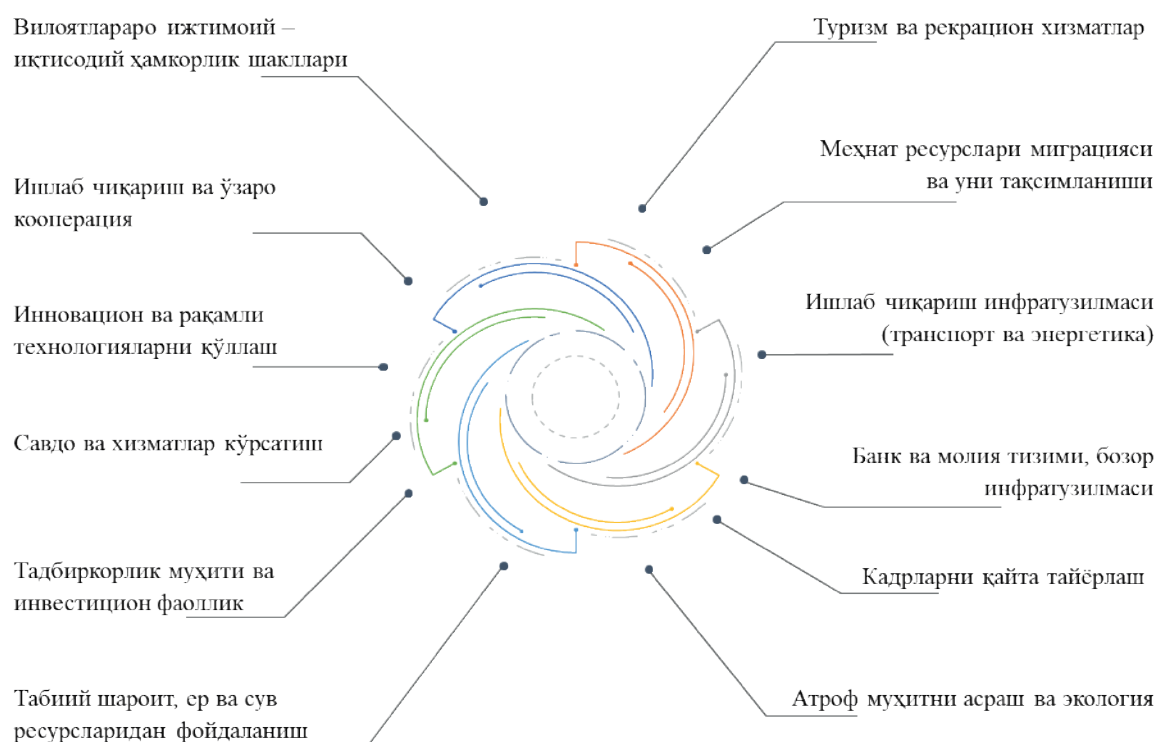 Вилоятлараро ижтимоий –
иқтисодий ҳамкорлик шакллари
Ишлаб чиқариш ва ўзаро
кооперация
Инновацион ва рақамли
технологияларни қўллаш
Савдо ва хизматлар кўрсатиш
Тадбиркорлик муҳити ва
инвестицион фаоллик
Табиий шароит, ер ва сув
ресурсларидан фойдаланиш
Туризм ва рекрацион хизматлар
Меҳнат ресурслари миграцияси
ва уни тақсимланиши
Ишлаб чиқариш инфратузилмаси
(транспорт ва энергетика)
Банк ва молия тизими, бозор
инфратузилмаси
Кадрларни қайта тайёрлаш
Атроф муҳитни асраш ва экология